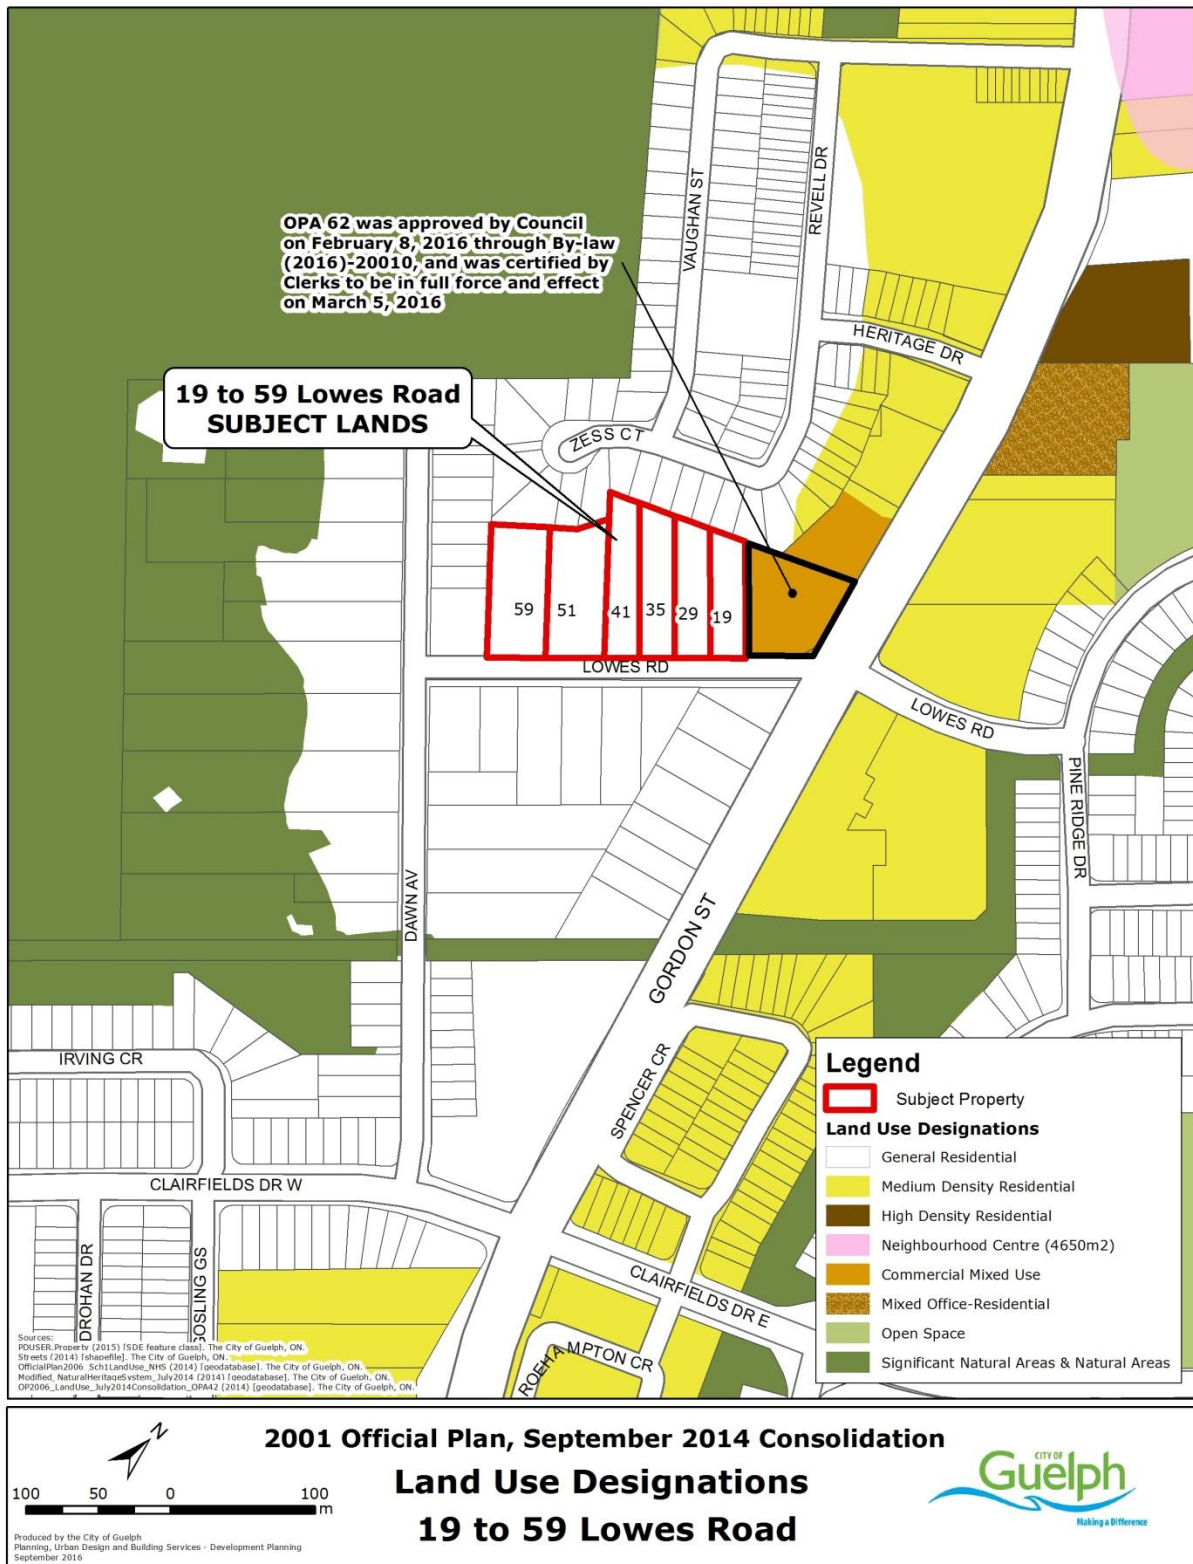 OPA 62 was approved by Council
on February 8, 2016 through By-law
(2016)-20010, and was certified by
Clerks to be in full force and effect
on March 5, 2016
VAUGHAN ST
REVELL DR
HERITAGE DR
19 to 59 Lowes Road
SUBJECT LANDS
ZESS CT
59
51
41
35
29
19
LOWES RD
LOWES RD
PINE RIDGE DR
DAWN AV
GORDON ST
IRVING CR
SPENCER CR
CLAIRFIELDS DR W
DROHAN DR
GOSLING GS
CLAIRFIELDS DR E
ROEHAMPTON CR
Legend
Subject Property
Land Use Designations
General Residential
Medium Density Residential
High Density Residential
Neighbourhood Centre (4650m2)
Commercial Mixed Use
Mixed Office-Residential
Open Space
Significant Natural Areas & Natural Areas
Sources:
PDUSER.Property (2015) [SDE feature class]. The City of Guelph, ON.
Streets (2014) [shapefile]. The City of Guelph, ON.
OfficialPlan2006_Sch1LandUse_NHS (2014) [geodatabase]. The City of Guelph, ON.
Modified_NaturalHeritageSystem_July2014 (2014) [geodatabase]. The City of Guelph, ON.
OP2006_LandUse_July2014Consolidation_OPA42 (2014) [geodatabase]. The City of Guelph, ON.
N
100 50 0 100
m
Produced by the City of Guelph
Planning, Urban Design and Building Services - Development Planning
September 2016
2001 Official Plan, September 2014 Consolidation
Land Use Designations
19 to 59 Lowes Road
CITY OF
Guelph
Making a Difference